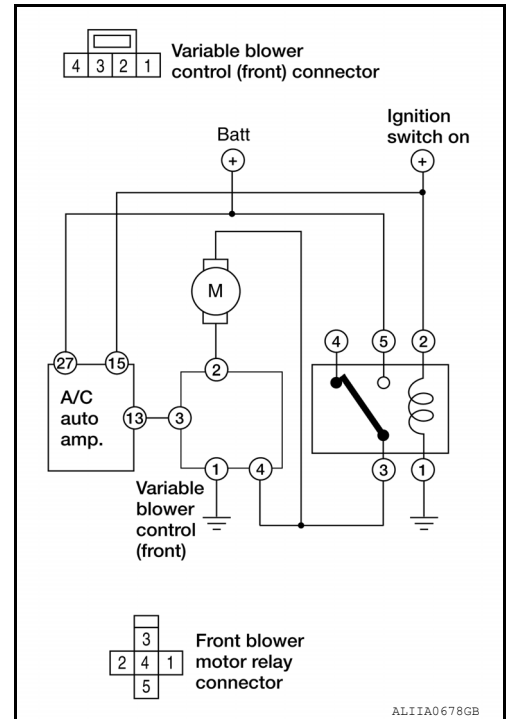 4 3 2 1
Variable blower
control (front) connector
Batt
+
Ignition
switch on
+
M
4 5 2
27 15
2
A/C
auto
amp.
13 3
1 4
3 1
Variable
blower
control
(front)
3
2 4 1
5
Front blower
motor relay
connector
ALIIA0678GB